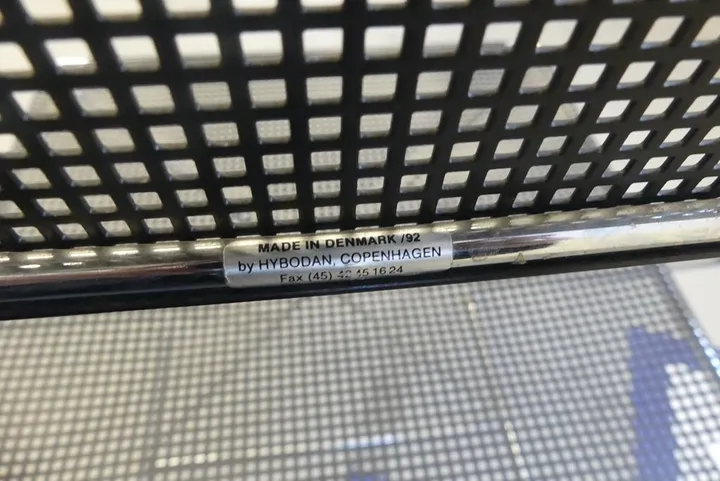 MADE IN DENMARK /92
by HYBODAN, COPENHAGEN
Fax (45) 42 45 16 24